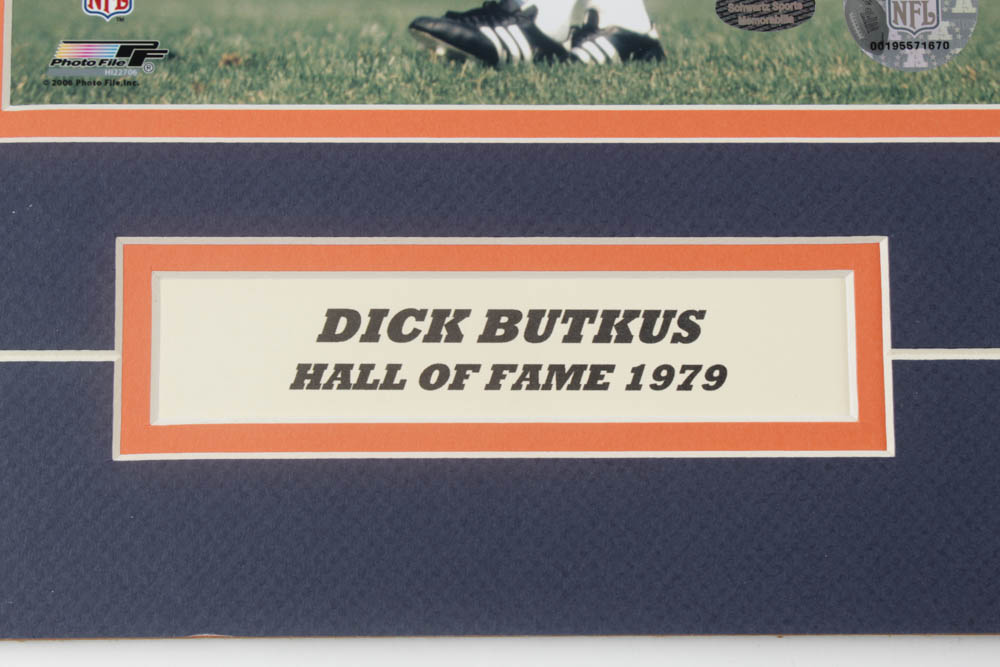 NFL
Photo File
HI22706
© 2006 Photo File, Inc.
Schwartz Sports
Memorabilia
NFL
00195571670
DICK BUTKUS
HALL OF FAME 1979